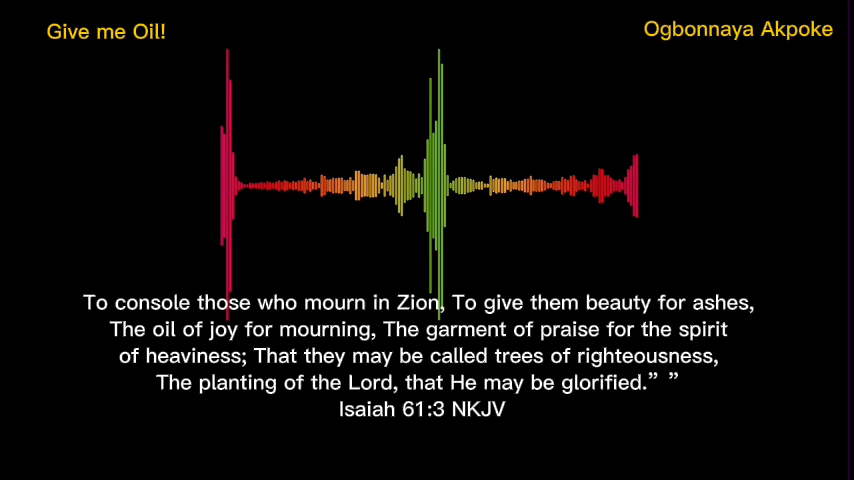 Give me Oil!
Ogbonnaya Akpoke
To console those who mourn in Zion, To give them beauty for ashes,
The oil of joy for mourning, The garment of praise for the spirit
of heaviness; That they may be called trees of righteousness,
The planting of the Lord, that He may be glorified.” ”
Isaiah 61:3 NKJV